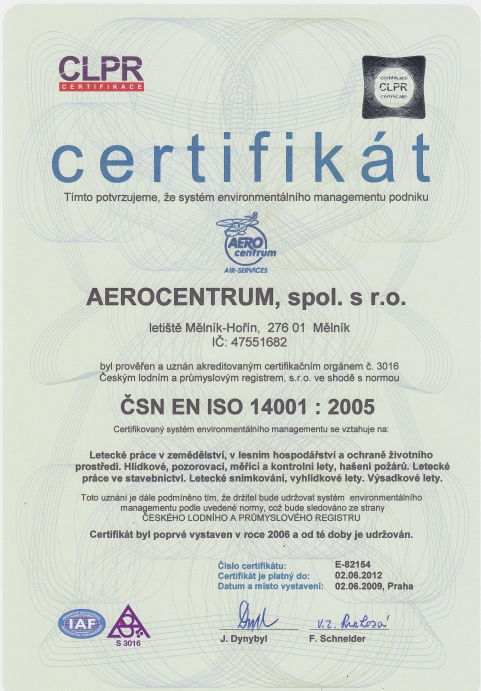 CLPR
CERTIFIKACE
certifikace
CLPR
certificate
certifikát
Tímto potvrzujeme, že systém environmentálního managementu podniku
AERO
centrum
AIR-SERVICES
AEROCENTRUM, spol. s r.o.
letiště Mělník-Hořín, 276 01 Mělník
IČ: 47551682
byl prověřen a uznán akreditovaným certifikačním orgánem č. 3016
Českým lodním a průmyslovým registrem, s.r.o. ve shodě s normou
ČSN EN ISO 14001 : 2005
Certifikovaný systém environmentálního managementu se vztahuje na:
Letecké práce v zemědělství, v lesním hospodářství a ochraně životního
prostředí. Hlídkové, pozorovací, měřící a kontrolní lety, hašení požárů. Letecké
práce ve stavebnictví. Letecké snímkování, vyhlídkové lety. Výsadkové lety.
Toto uznání je dále podmíněno tím, že držitel bude udržovat systém environmentálního
managementu podle uvedené normy, což bude sledováno ze strany
ČESKÉHO LODNÍHO A PRŮMYSLOVÉHO REGISTRU
Certifikát byl poprvé vystaven v roce 2006 a od té doby je udržován.
Číslo certifikátu: E-82154
Certifikát je platný do: 02.06.2012
Datum a místo vystavení: 02.06.2009, Praha
IAF
S 3016
J. Dynybyl F. Schneider